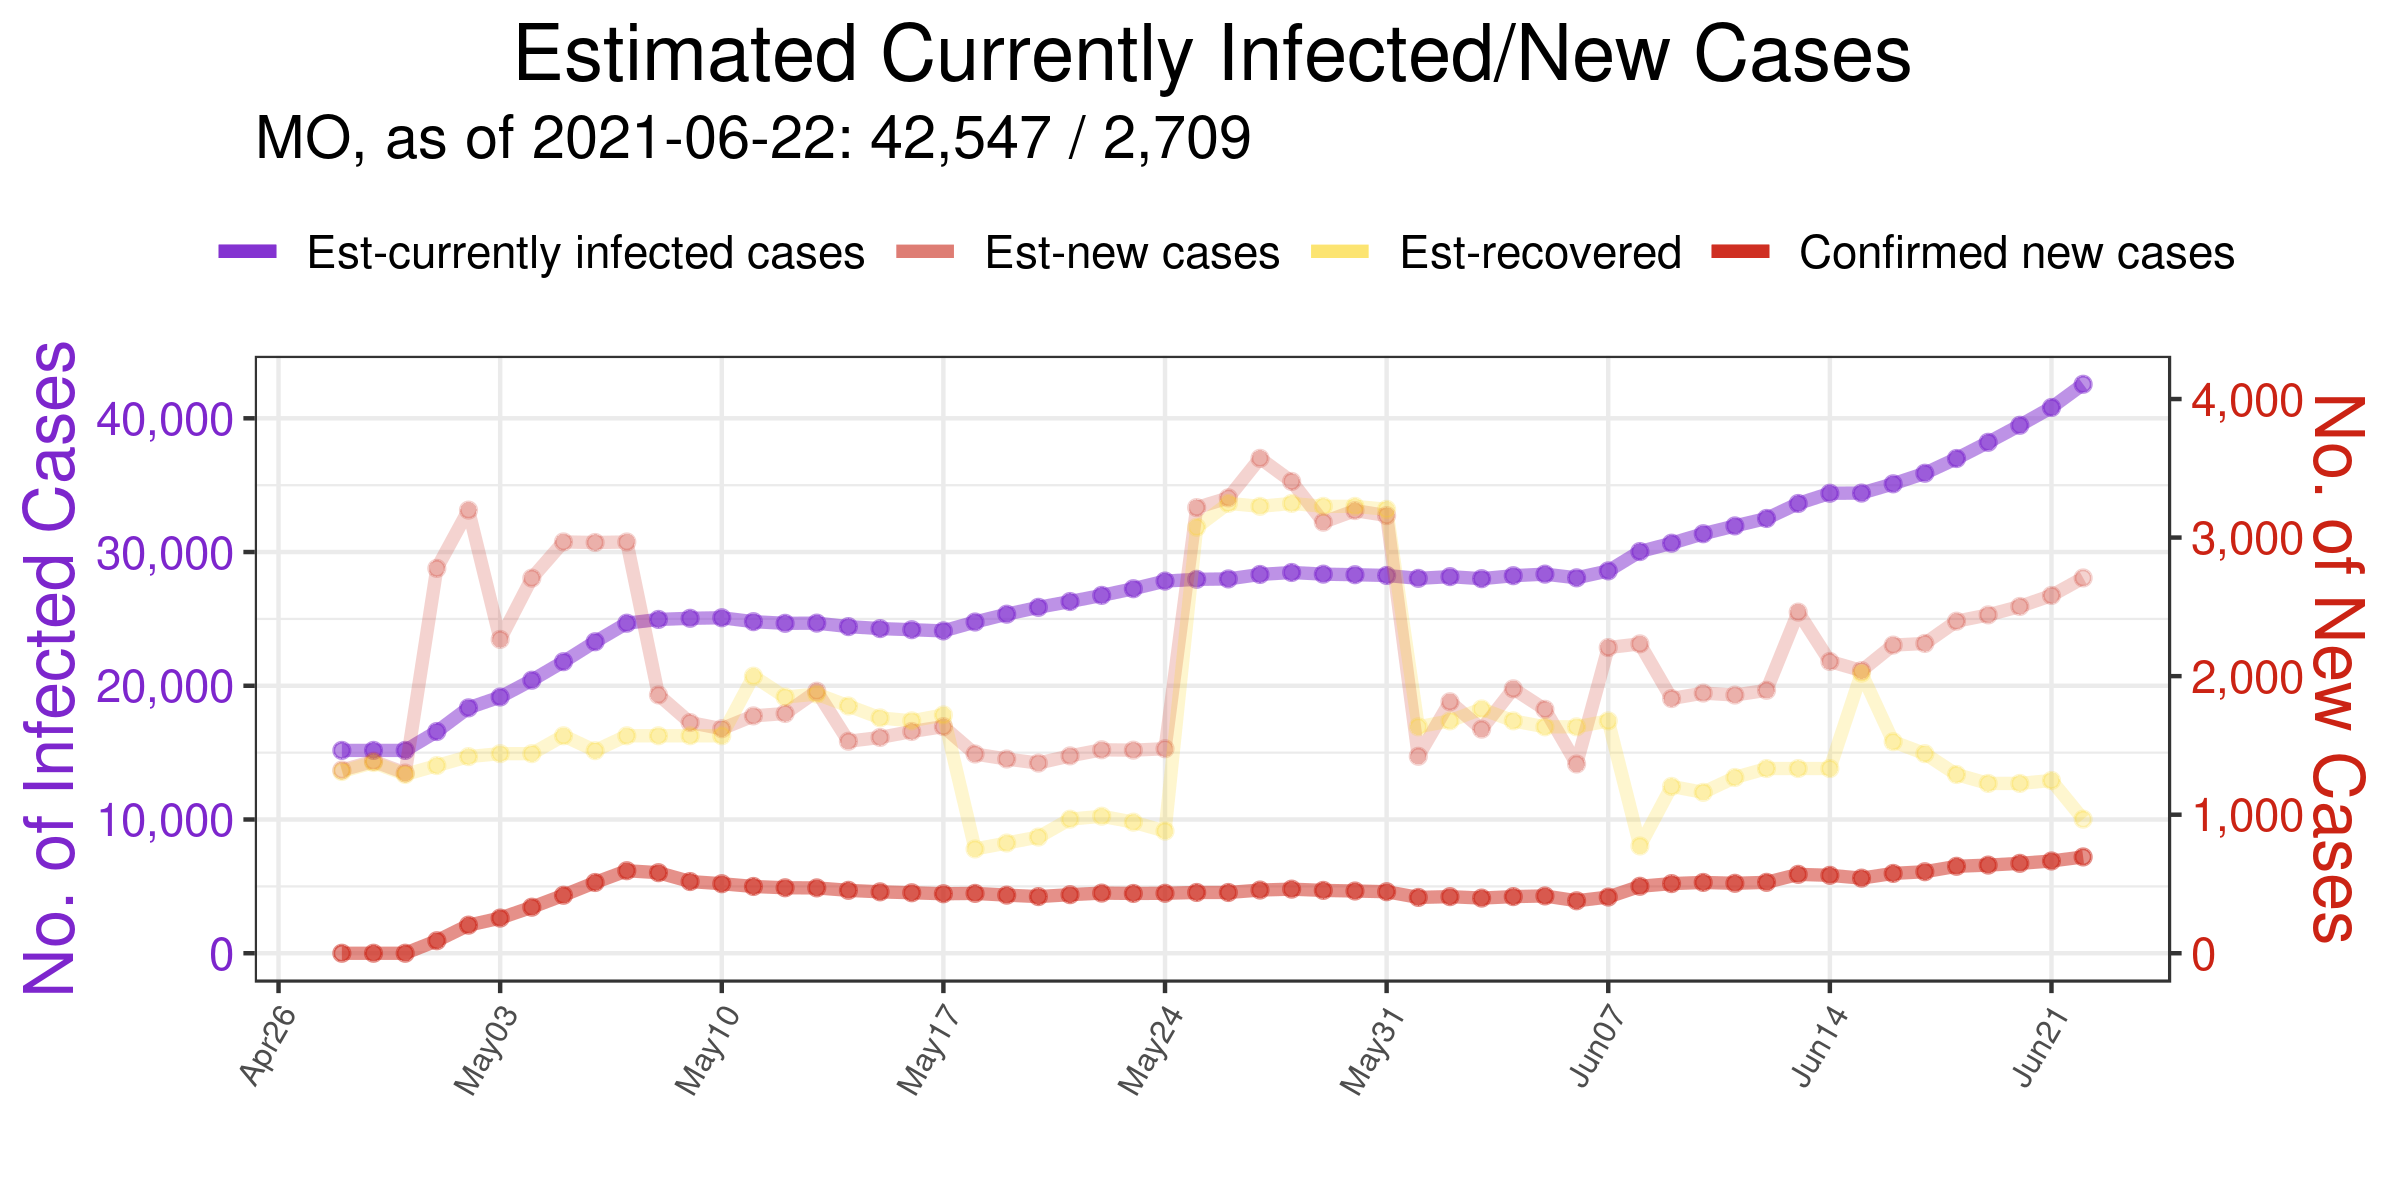 Estimated Currently Infected/New Cases
MO, as of 2021-06-22: 42,547 / 2,709
Est-currently infected cases Est-new cases Est-recovered Confirmed new cases
No. of Infected Cases
40,000
30,000
20,000
10,000
0
4,000
3,000
2,000
1,000
0
No. of New Cases
Apr26 May03 May10 May17 May24 May31 Jun07 Jun14 Jun21